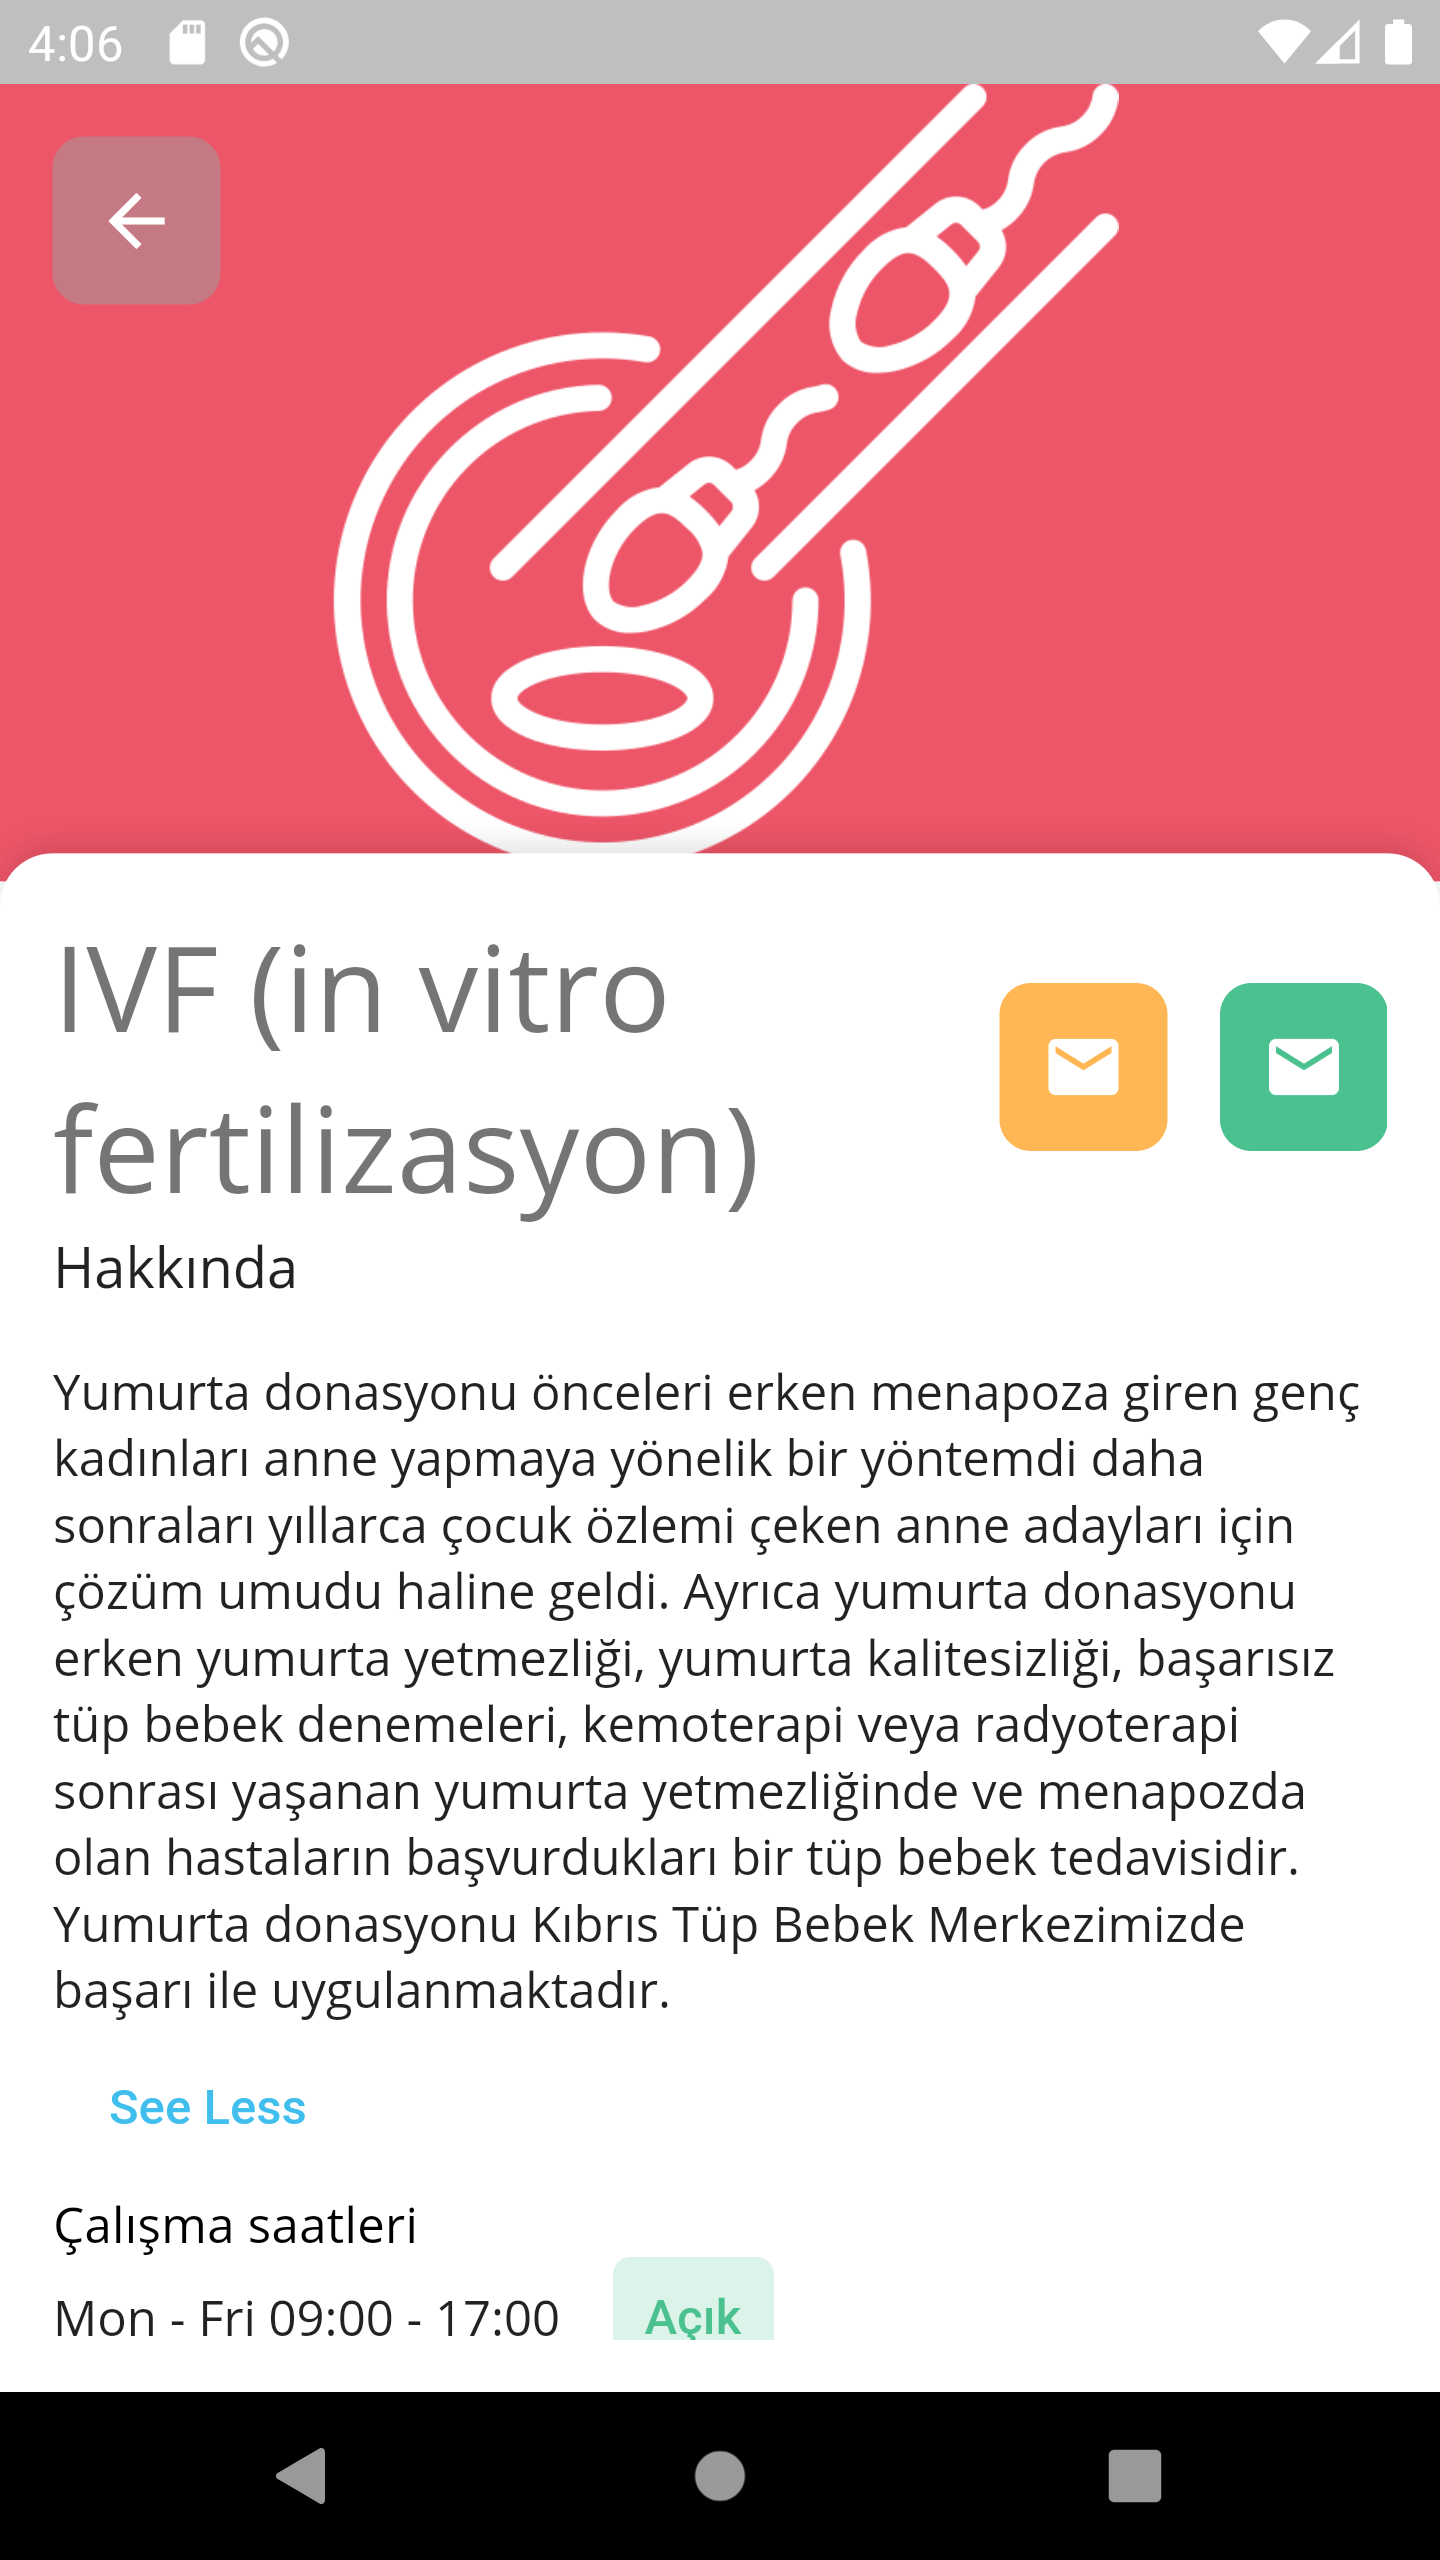 4:06
IVF (in vitro
fertilizasyon)
Hakkında
Yumurta donasyonu önceleri erken menapoza giren genç
kadınları anne yapmaya yönelik bir yöntemdi daha
sonraları yıllarca çocuk özlemi çeken anne adayları için
çözüm umudu haline geldi. Ayrıca yumurta donasyonu
erken yumurta yetmezliği, yumurta kalitesizliği, başarısız
tüp bebek denemeleri, kemoterapi veya radyoterapi
sonrası yaşanan yumurta yetmezliğinde ve menapozda
olan hastaların başvurdukları bir tüp bebek tedavisidir.
Yumurta donasyonu Kıbrıs Tüp Bebek Merkezimizde
başarı ile uygulanmaktadır.
See Less
Çalışma saatleri
Mon - Fri 09:00 - 17:00 Açık